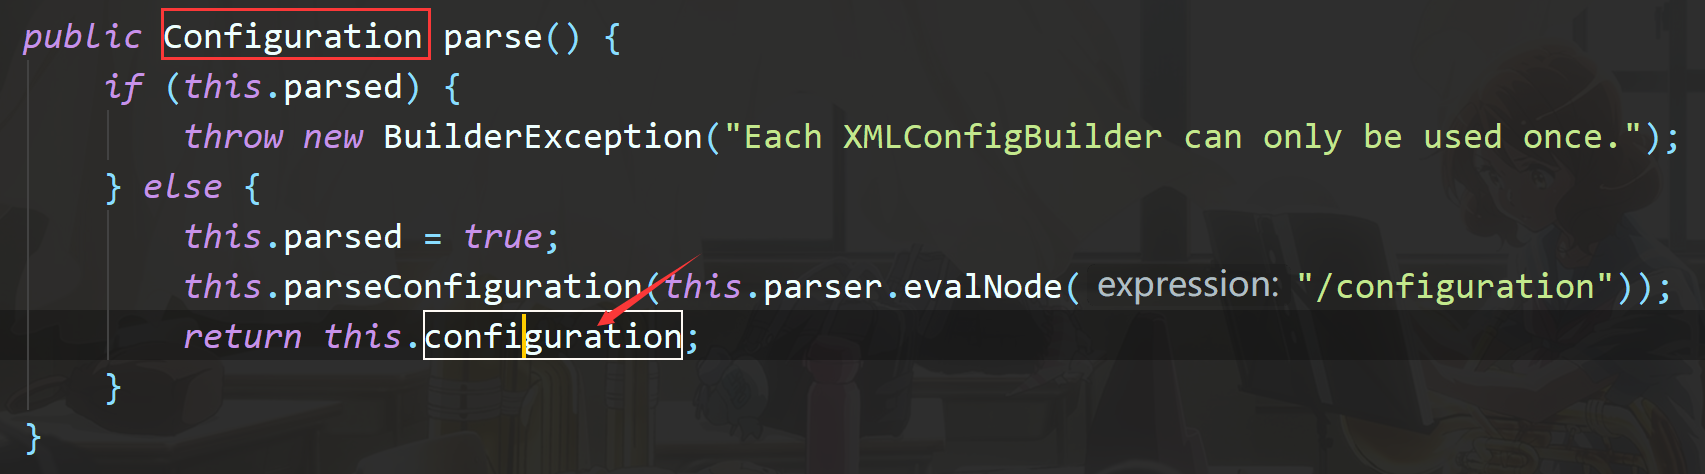 public Configuration parse() {
if (this.parsed) {
throw new BuilderException("Each XMLConfigBuilder can only be used once.");
} else {
this.parsed = true;
this.parseConfiguration(this.parser.evalNode( expression: "/configuration"));
return this.configuration;
}
}